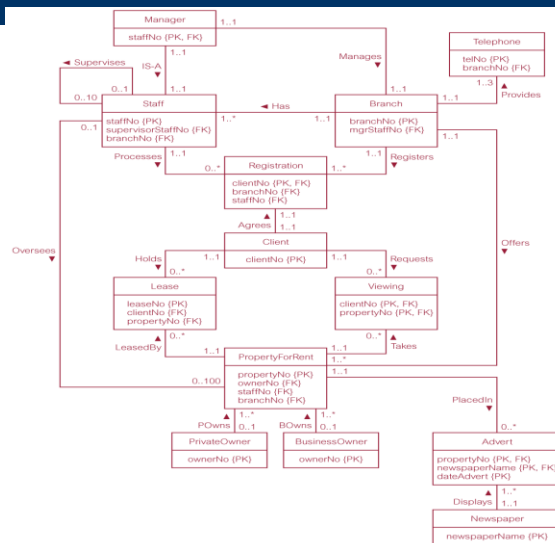 Manager
staffNo {PK, FK}
1..1
1..1
Telephone
telNo {PK}
branchNo {FK}
◄ Supervises
IS-A
Manages
1..3
0..1
1..1
1..1
1..1
Provides
0..10
Staff
◄ Has
Branch
0..1
staffNo {PK}
supervisorStaffNo {FK}
branchNo {FK}
1..*
1..1
branchNo {PK}
mgrStaffNo {FK}
1..1
Processes
1..1
1..1
Registers
0..*
Registration
1..*
clientNo {PK, FK}
branchNo {FK}
staffNo {FK}
1..1
Agrees
1..1
Oversees
Client
Offers
Holds
1..1
clientNo {PK}
1..1
Requests
0..*
0..*
Lease
Viewing
leaseNo {PK}
clientNo {FK}
propertyNo {FK}
clientNo {PK, FK}
propertyNo {PK, FK}
0..*
0..*
LeasedBy
1..1
1..1
Takes
PropertyForRent
1..*
0..100
propertyNo {PK}
ownerNo {FK}
staffNo {FK}
branchNo {FK}
1..1
PlacedIn
POwns
1..*
BOwns
1..*
0..*
0..1
0..1
PrivateOwner
BusinessOwner
Advert
ownerNo {PK}
ownerNo {PK}
propertyNo {PK, FK}
newspaperName {PK, FK}
dateAdvert {PK}
1..*
Displays
1..1
Newspaper
newspaperName {PK}